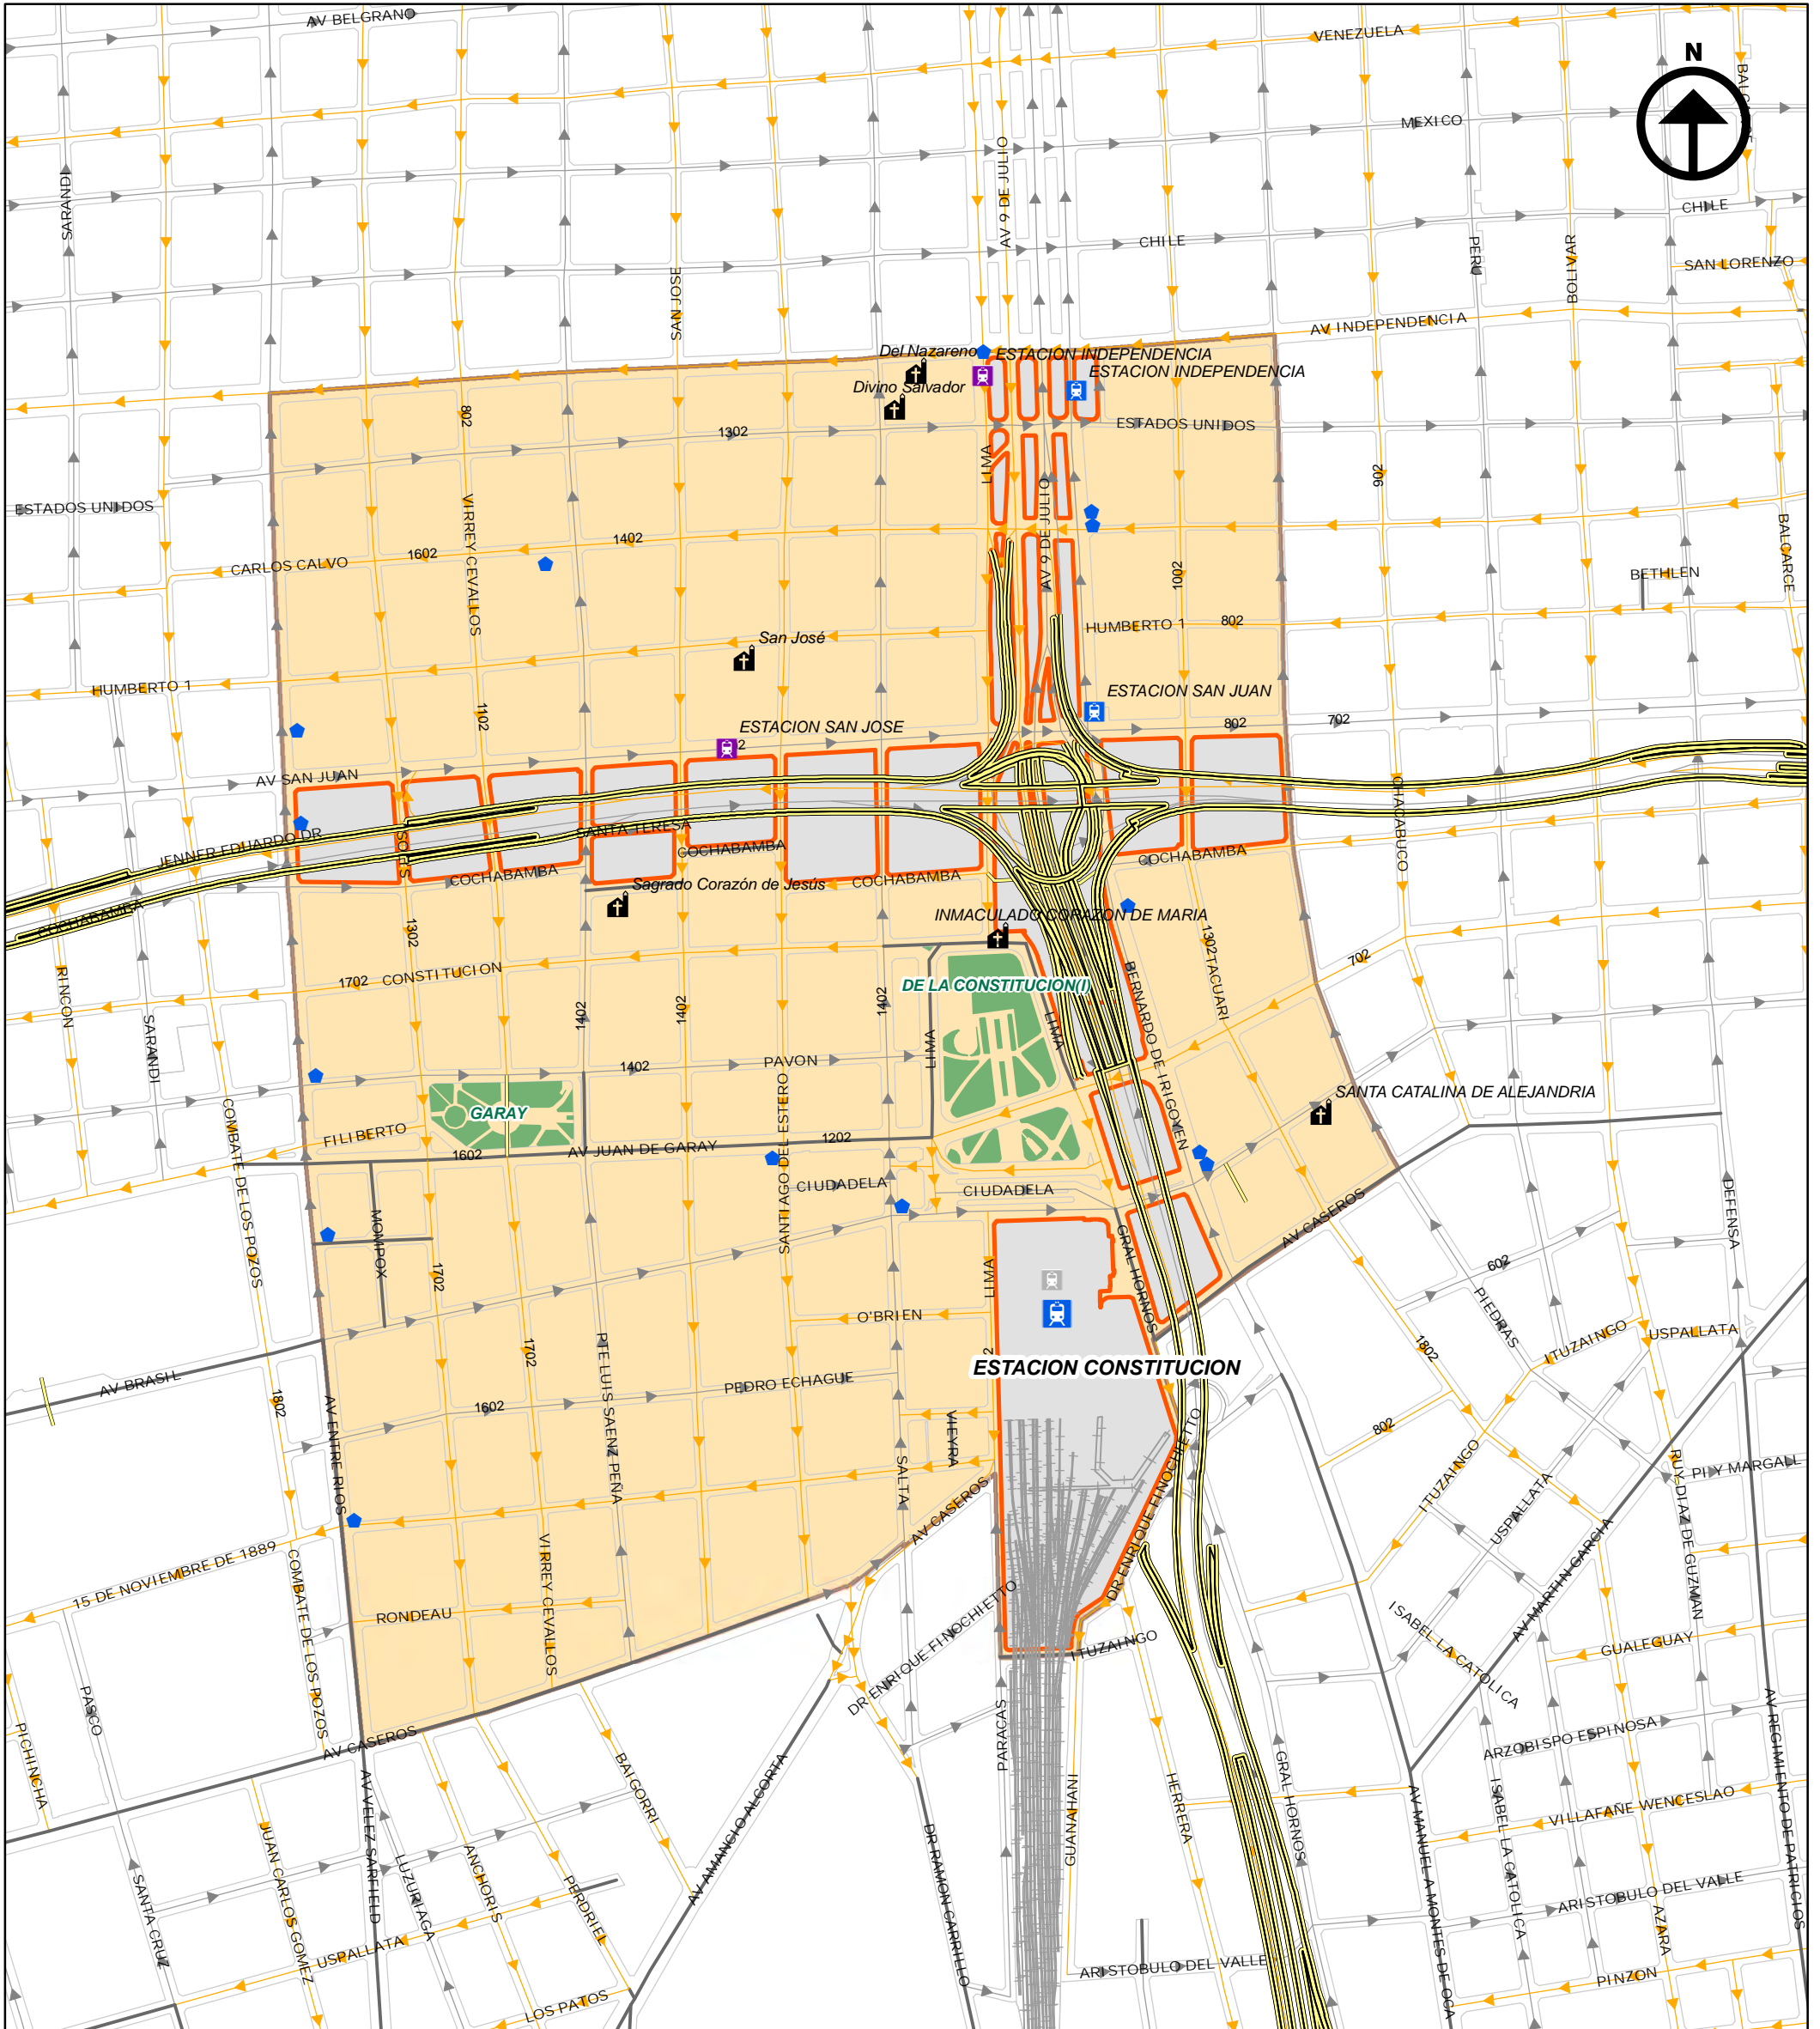 AV BELGRANO
VENEZUELA
N
MEXICO
SARANDI
AV 9 DE JULIO
CHILE
CHILE
PERU
BOLIVAR
SAN LORENZO
SAN JOSE
AV INDEPENDENCIA
Del Nazareno
ESTACION INDEPENDENCIA
ESTACION INDEPENDENCIA
Divino Salvador
802
1302
ESTADOS UNIDOS
LIMA
902
ESTADOS UNIDOS
VIRREY CEVALLOS
AV 9 DE JULIO
BALCARCE
1402
1602
CARLOS CALVO
1002
BETHLEN
San José
HUMBERTO 1
802
HUMBERTO 1
1102
ESTACION SAN JUAN
ESTACION SAN JOSE
2
802
702
AV SAN JUAN
CHACABUCO
JENNER EDUARDO DR
SOLIS
SANTA TERESA
COCHABAMBA
COCHABAMBA
COCHABAMBA
COCHABAMBA
Sagrado Corazón de Jesús
COCHABAMBA
INMACULADO CORAZON DE MARIA
1302
1302
TACUARI
702
RINCON
1702
CONSTITUCION
DE LA CONSTITUCION(I)
BERNARDO DE IRIGOYEN
1402
1402
1402
LIMA
LIMA
SARANDI
1402
PAVON
COMBATE DE LOS POZOS
GARAY
SANTIAGO DEL ESTERO
SANTA CATALINA DE ALEJANDRIA
FILIBERTO
1602
AV JUAN DE GARAY
1202
CIUDADELA
CIUDADELA
DEFENSA
MOMPOX
AV CASEROS
602
1702
LIMA
GRAL HORNOS
PIEDRAS
O'BRIEN
ITUZAINGO
USPALLATA
1702
PTE LUIS SAENZ PEÑA
ESTACION CONSTITUCION
1802
AV BRASIL
PEDRO ECHAGUE
1802
AV ENTRE RIOS
1602
VIEYRA
802
SALTA
DR ENRIQUE FINOCHIETTO
ITUZAINGO
RUY DIAZ DE GUZMAN
PI Y MARGALL
AV CASEROS
USPALLATA
15 DE NOVIEMBRE DE 1889
VIRREY CEVALLOS
COMBATE DE LOS POZOS
AV MARTIN GARCIA
RONDEAU
DR ENRIQUE FINOCHIETTO
ISABEL LA CATOLICA
ITUZAINGO
GUALEGUAY
PASCO
PICHINCHA
AV CASEROS
PARACAS
ARZOBISPO ESPINOSA
AV REGIMIENTO DE PATRICIOS
BAIGORRI
AV AMANCIO ALCORTA
GUANAHANI
HERRERA
GRAL HORNOS
AV VELEZ SARFIELD
ISABEL LA CATOLICA
VILLAFAÑE WENCESLAO
JUAN CARLOS GOMEZ
LUZURIAGA
ANCHORIS
PERDRIEL
DR RAMON CARRILLO
AV MANUEL A MONTES DE OCA
ARISTOBULO DEL VALLE
SANTA CRUZ
USPALLATA
AZARA
ARISTOBULO DEL VALLE
PINZON
LOS PATOS